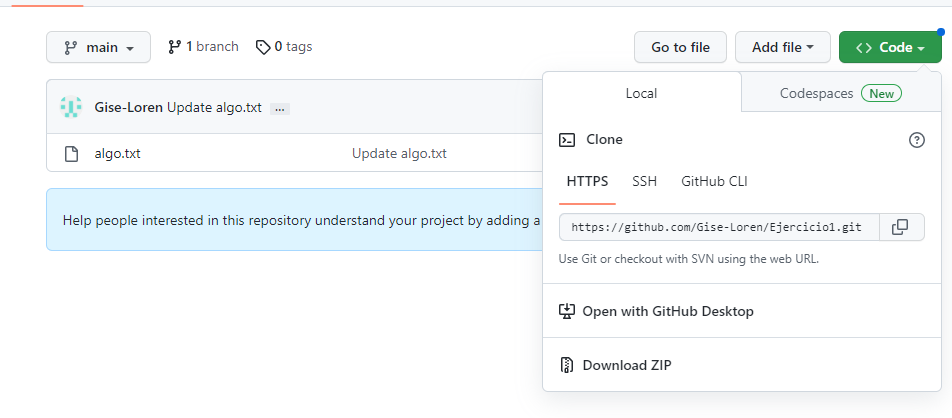 main
1 branch
0 tags
Go to file
Add file
Code
Gise-Loren Update algo.txt ...
algo.txt
Update algo.txt
Help people interested in this repository understand your project by adding a
Local
Codespaces New
Clone
HTTPS
SSH
GitHub CLI
https://github.com/Gise-Loren/Ejercicio1.git
Use Git or checkout with SVN using the web URL.
Open with GitHub Desktop
Download ZIP